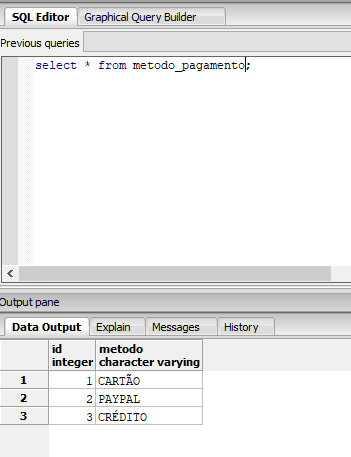 SQL Editor Graphical Query Builder
Previous queries
select * from metodo_pagamento;
Output pane
Data Output Explain Messages History
id metodo
integer character varying
1 1 CARTÃO
2 2 PAYPAL
3 3 CRÉDITO